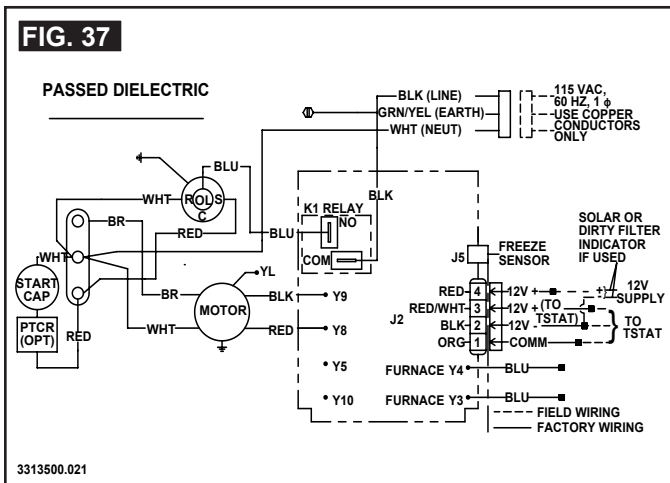 FIG. 37
PASSED DIELECTRIC
BLK (LINE)
GRN/YEL (EARTH)
WHT (NEUT)
115 VAC,
60 HZ, 1 ϕ
USE COPPER
CONDUCTORS
ONLY
BLU
R OL S
C
WHT
BR
RED
BLU
K1 RELAY
NO
COM
BLK
J5
FREEZE
SENSOR
SOLAR OR
DIRTY FILTER
INDICATOR
IF USED
WHT
START
CAP
PTCR
(OPT)
RED
YL
BR
MOTOR
WHT
BLK
RED
Y9
Y8
Y5
Y10
J2
RED 4 12V + +
RED/WHT 3 12V + (TO TSTAT)
BLK 2 12V -
ORG 1 COMM
12V
SUPPLY
TO
TSTAT
FURNACE Y4 BLU
FURNACE Y3 BLU
FIELD WIRING
FACTORY WIRING
3313500.021